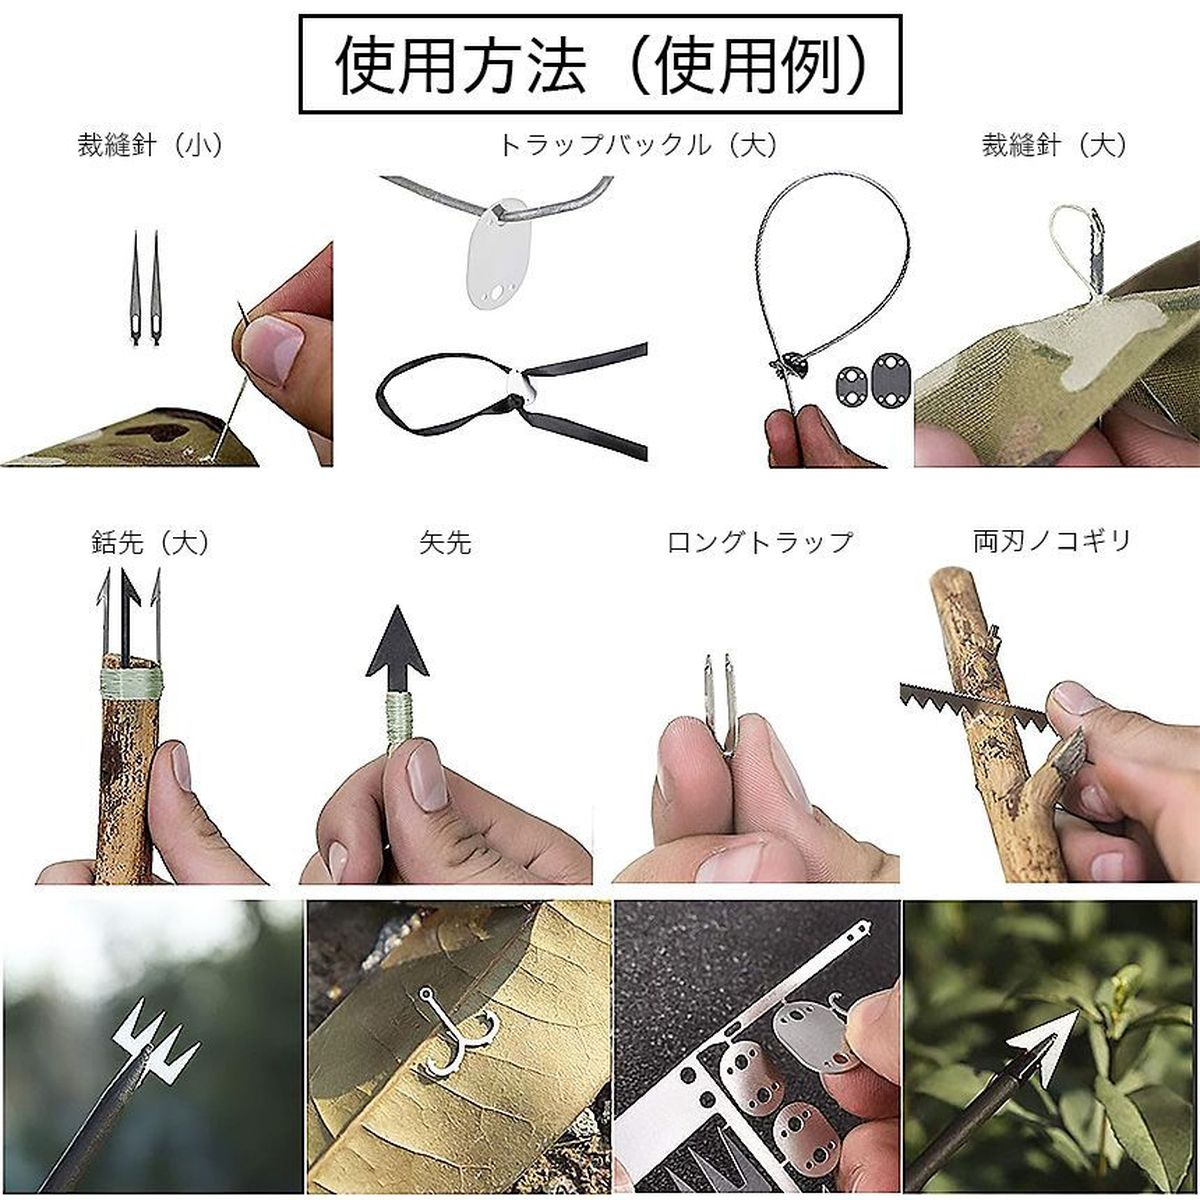 使用方法（使用例）
裁縫針（小）
トラップバックル（大）
裁縫針（大）
銛先（大）
矢先
ロングトラップ
両刃ノコギリ